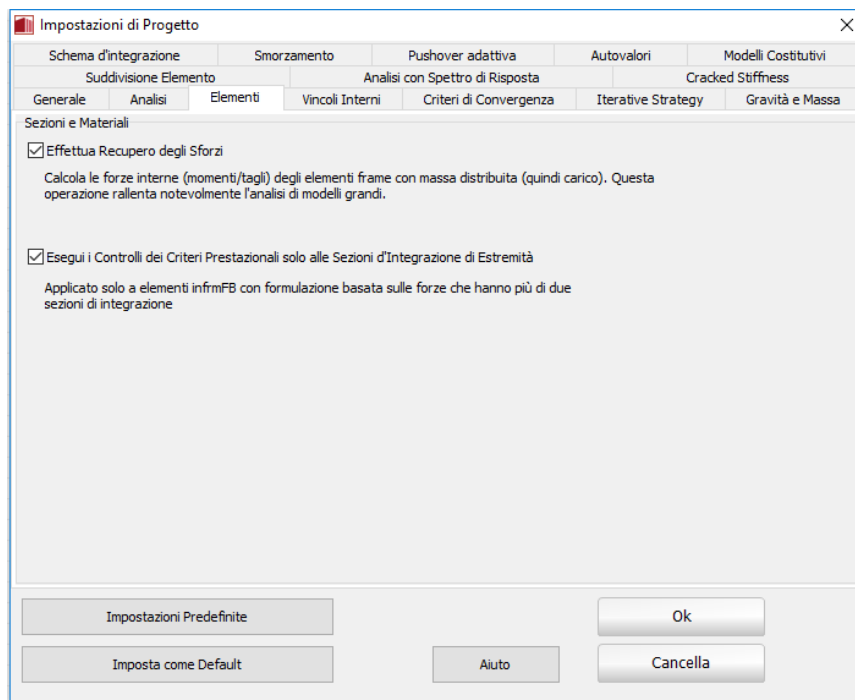 Impostazioni di Progetto
Schema d'integrazione Smorzamento Pushover adattiva Autovalori Modelli Costitutivi
Suddivisione Elemento Analisi con Spettro di Risposta Cracked Stiffness
Generale Analisi Elementi Vincoli Interni Criteri di Convergenza Iterative Strategy Gravità e Massa
Sezioni e Materiali
Effettua Recupero degli Sforzi
Calcola le forze interne (momenti/tagli) degli elementi frame con massa distribuita (quindi carico). Questa
operazione rallenta notevolmente l'analisi di modelli grandi.
Esegui i Controlli dei Criteri Prestazionali solo alle Sezioni d'Integrazione di Estremità
Applicato solo a elementi infrmFB con formulazione basata sulle forze che hanno più di due
sezioni di integrazione
Impostazioni Predefinite Ok
Imposta come Default Aiuto Cancella